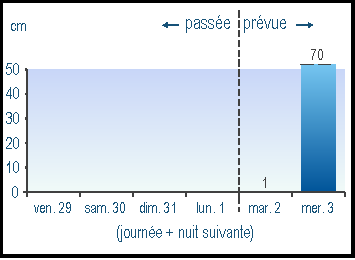 passée prévue
cm
70
50
40
30
20
10
0
1
ven. 29 sam. 30 dim. 31 lun. 1 mar. 2 mer. 3
(journée + nuit suivante)